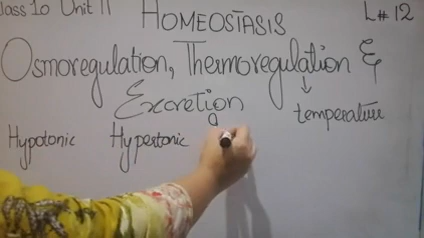 Class 10 Unit 11 HOMEOSTASIS L#12
Osmoregulation, Thermoregulation &
Excretion
temperature
Hypotonic Hypertonic